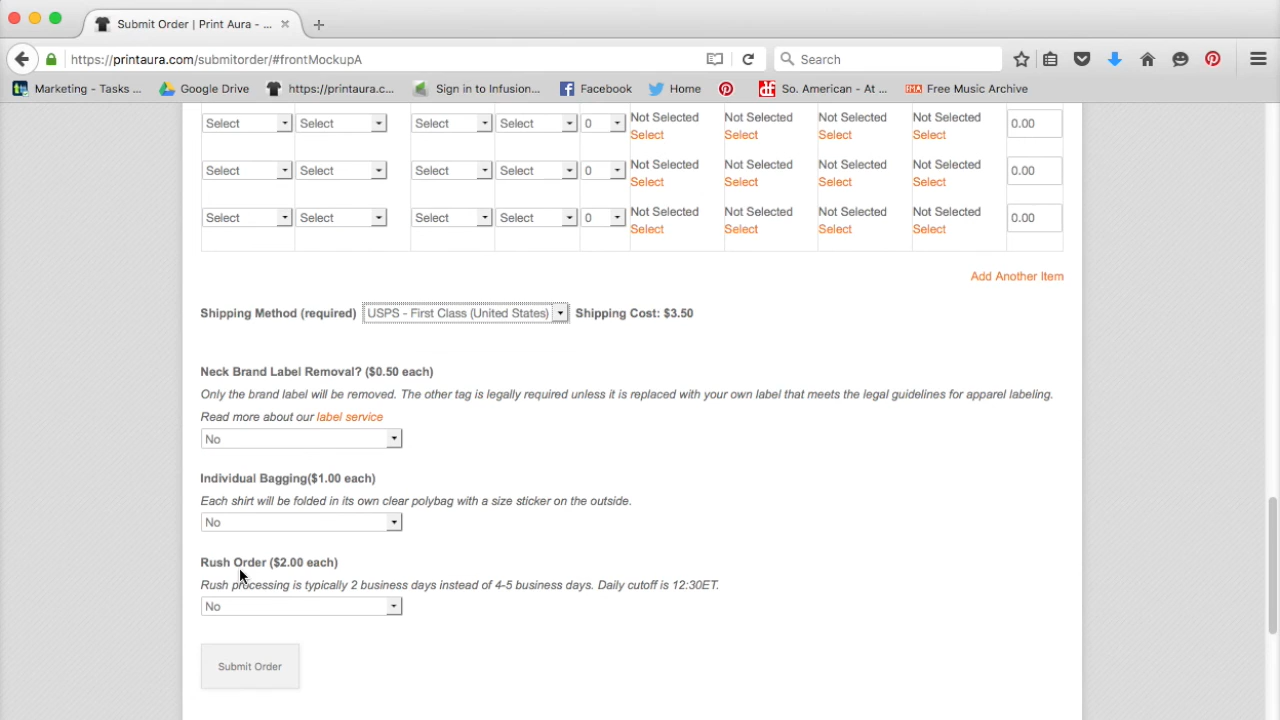 Submit Order | Print Aura - ...
https://printaura.com/submitorder/#frontMockupA
Search
Marketing - Tasks ... Google Drive https://printaura.c... Sign in to Infusion... Facebook Home So. American - At ... Free Music Archive
Select Select Select Select 0 Not Selected Not Selected Not Selected Not Selected 0.00
Select Select Select Select
Select Select Select Select 0 Not Selected Not Selected Not Selected Not Selected 0.00
Select Select Select Select
Select Select Select Select 0 Not Selected Not Selected Not Selected Not Selected 0.00
Select Select Select Select
Add Another Item
Shipping Method (required) USPS - First Class (United States) Shipping Cost: $3.50
Neck Brand Label Removal? ($0.50 each)
Only the brand label will be removed. The other tag is legally required unless it is replaced with your own label that meets the legal guidelines for apparel labeling.
Read more about our label service
No
Individual Bagging($1.00 each)
Each shirt will be folded in its own clear polybag with a size sticker on the outside.
No
Rush Order ($2.00 each)
Rush processing is typically 2 business days instead of 4-5 business days. Daily cutoff is 12:30ET.
No
Submit Order